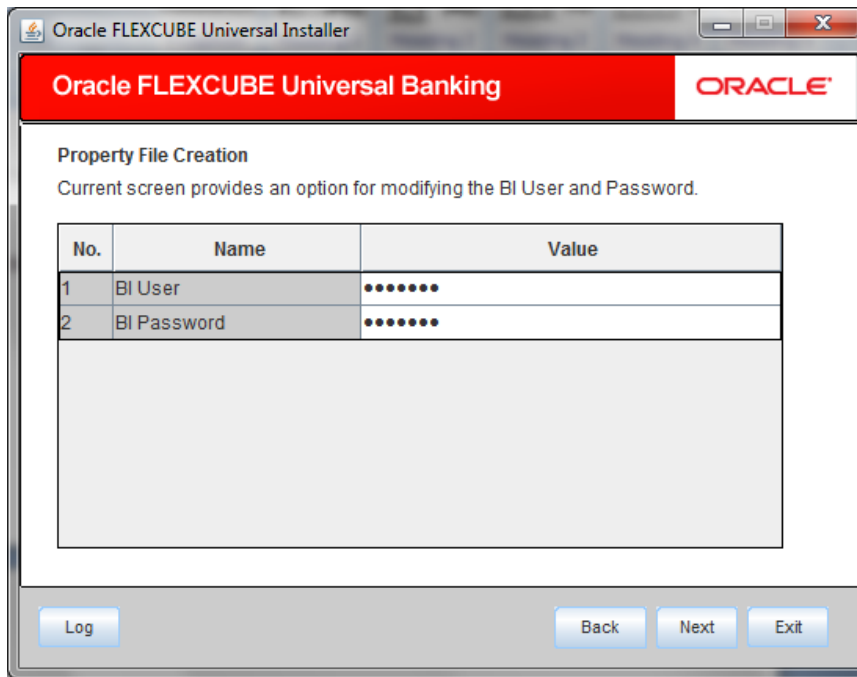 Oracle FLEXCUBE Universal Installer
Oracle FLEXCUBE Universal Banking
ORACLE
Property File Creation
Current screen provides an option for modifying the BI User and Password.
No. Name Value
1 BI User •••••••
2 BI Password •••••••
Log Back Next Exit